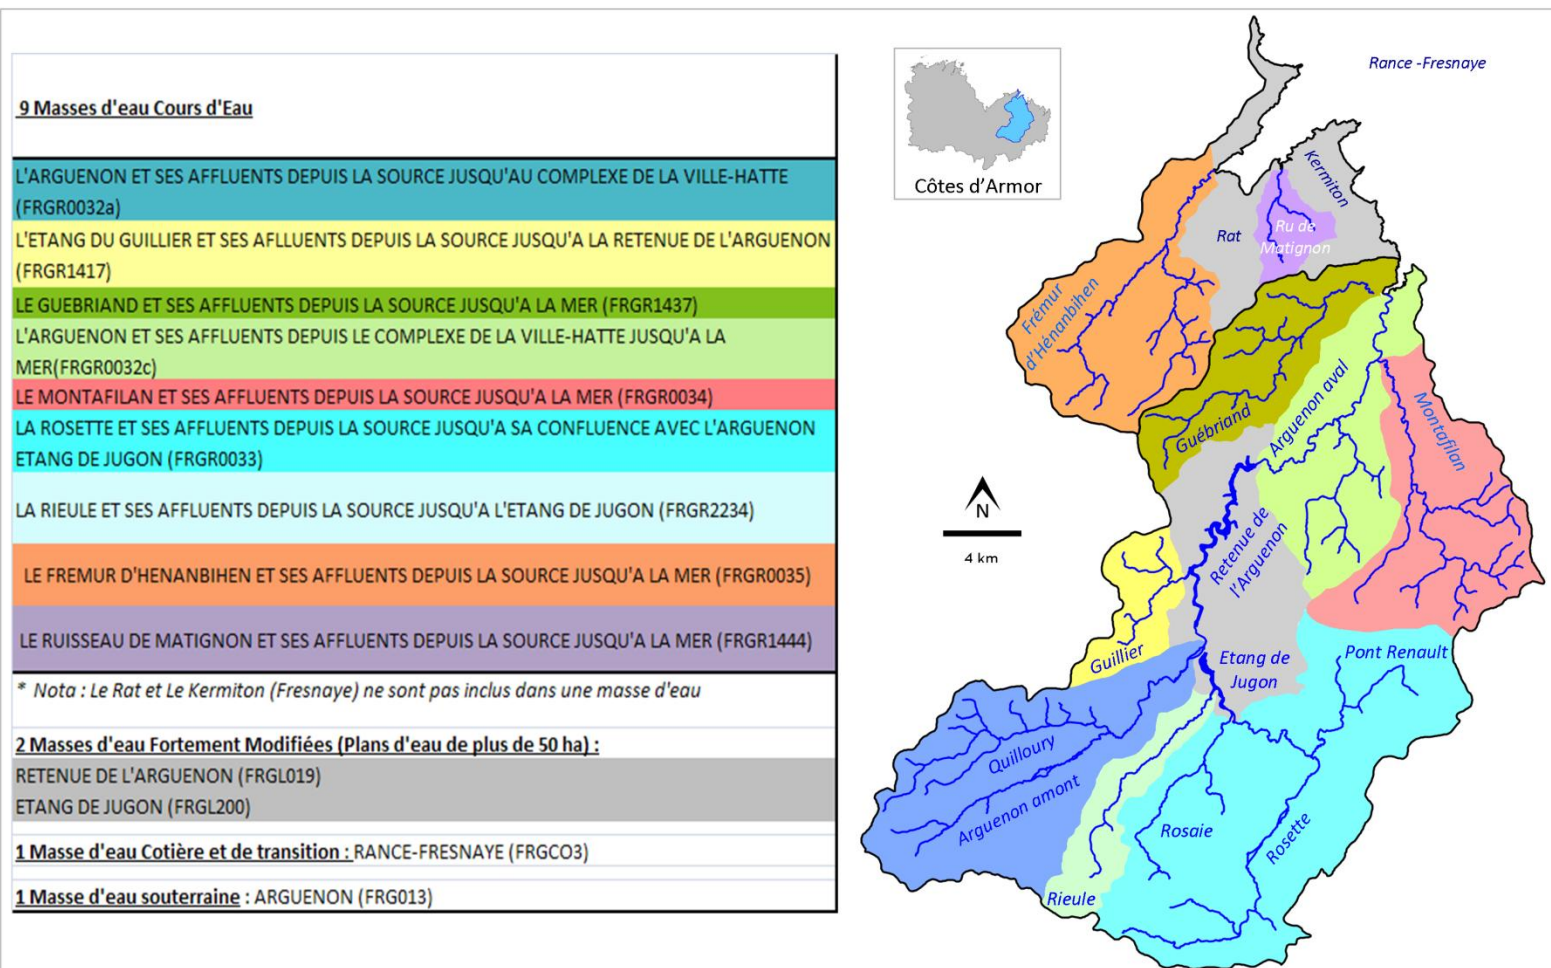 9 Masses d'eau Cours d'Eau
L'ARGUENON ET SES AFFLUENTS DEPUIS LA SOURCE JUSQU'AU COMPLEXE DE LA VILLE-HATTE
(FRGR0032a)
L'ETANG DU GUILLIER ET SES AFLLUENTS DEPUIS LA SOURCE JUSQU'A LA RETENUE DE L'ARGUENON
(FRGR1417)
LE GUEBRIAND ET SES AFFLUENTS DEPUIS LA SOURCE JUSQU'A LA MER (FRGR1437)
L'ARGUENON ET SES AFFLUENTS DEPUIS LE COMPLEXE DE LA VILLE-HATTE JUSQU'A LA
MER(FRGR0032c)
LE MONTAFILAN ET SES AFFLUENTS DEPUIS LA SOURCE JUSQU'A LA MER (FRGR0034)
LA ROSETTE ET SES AFFLUENTS DEPUIS LA SOURCE JUSQU'A SA CONFLUENCE AVEC L'ARGUENON
ETANG DE JUGON (FRGR0033)
LA RIEULE ET SES AFFLUENTS DEPUIS LA SOURCE JUSQU'A L'ETANG DE JUGON (FRGR2234)
LE FREMUR D'HENANBIHEN ET SES AFFLUENTS DEPUIS LA SOURCE JUSQU'A LA MER (FRGR0035)
LE RUISSEAU DE MATIGNON ET SES AFFLUENTS DEPUIS LA SOURCE JUSQU'A LA MER (FRGR1444)
* Nota : Le Rat et Le Kermiton (Fresnaye) ne sont pas inclus dans une masse d'eau
2 Masses d'eau Fortement Modifiées (Plans d'eau de plus de 50 ha) :
RETENUE DE L'ARGUENON (FRGL019)
ETANG DE JUGON (FRGL200)
1 Masse d'eau Cotière et de transition : RANCE-FRESNAYE (FRGCO3)
1 Masse d'eau souterraine : ARGUENON (FRG013)
Côtes d'Armor
Rance -Fresnaye
Kermiton
Rat
Ru de
Matignon
Frémur
d'Hénanbihen
Guébriand
Arguenon aval
Montafilan
N
4 km
Retenue de
l'Arguenon
Guillier
Etang de
Jugon
Pont Renault
Quilloury
Arguenon amont
Rosaie
Rosette
Rieule